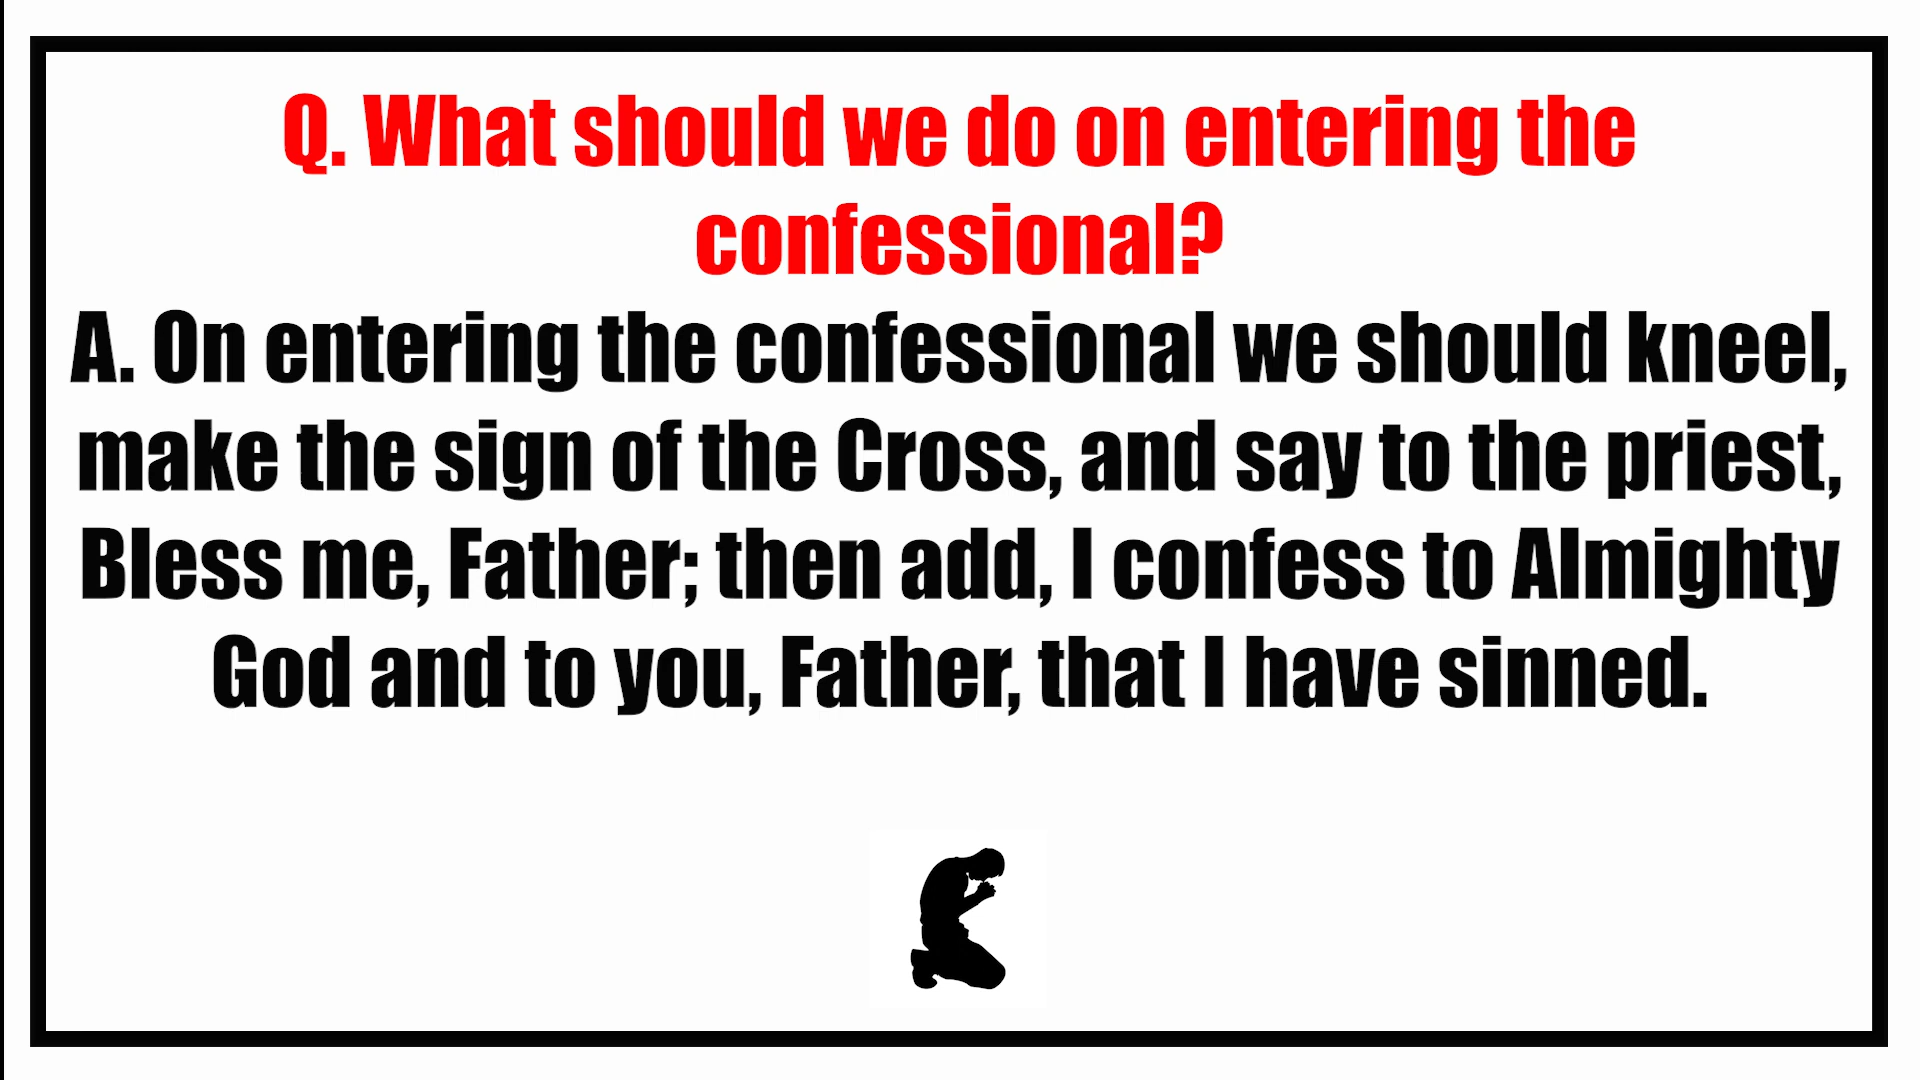 Q. What should we do on entering the
confessional?
A. On entering the confessional we should kneel,
make the sign of the Cross, and say to the priest,
Bless me, Father; then add, I confess to Almighty
God and to you, Father, that I have sinned.